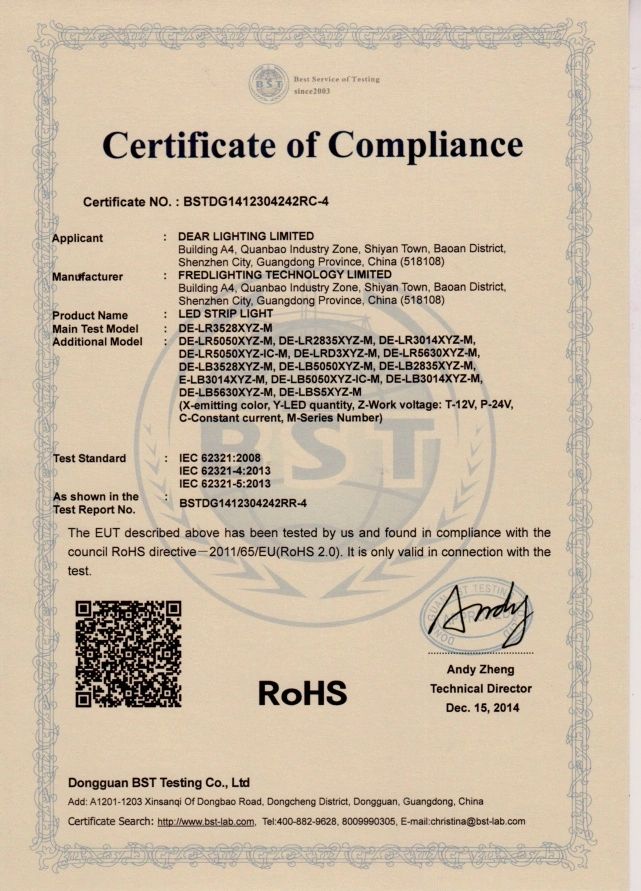 BST
Best Service of Testing
since2003
Certificate of Compliance
Certificate NO. : BSTDG1412304242RC-4
Applicant : DEAR LIGHTING LIMITED
Building A4, Quanbao Industry Zone, Shiyan Town, Baoan District,
Shenzhen City, Guangdong Province, China (518108)
Manufacturer : FREDLIGHTING TECHNOLOGY LIMITED
Building A4, Quanbao Industry Zone, Shiyan Town, Baoan District,
Shenzhen City, Guangdong Province, China (518108)
Product Name : LED STRIP LIGHT
Main Test Model : DE-LR3528XYZ-M
Additional Model : DE-LR5050XYZ-M, DE-LR2835XYZ-M, DE-LR3014XYZ-M,
DE-LR5050XYZ-IC-M, DE-LRD3XYZ-M, DE-LR5630XYZ-M,
DE-LB3528XYZ-M, DE-LB5050XYZ-M, DE-LB2835XYZ-M,
E-LB3014XYZ-M, DE-LB5050XYZ-IC-M, DE-LB3014XYZ-M,
DE-LB5630XYZ-M, DE-LBS5XYZ-M
(X-emitting color, Y-LED quantity, Z-Work voltage: T-12V, P-24V,
C-Constant current, M-Series Number)
BST
Test Standard : IEC 62321:2008
IEC 62321-4:2013
IEC 62321-5:2013
As shown in the :
Test Report No. BSTDG1412304242RR-4
The EUT described above has been tested by us and found in compliance with the
council RoHS directive—2011/65/EU(RoHS 2.0). It is only valid in connection with the
test.
Andy
RoHS
Andy Zheng
Technical Director
Dec. 15, 2014
Dongguan BST Testing Co., Ltd
Add: A1201-1203 Xinsanqi Of Dongbao Road, Dongcheng District, Dongguan, Guangdong, China
Certificate Search: http://www.bst-lab.com, Tel:400-882-9628, 8009990305, E-mail:christina@bst-lab.com